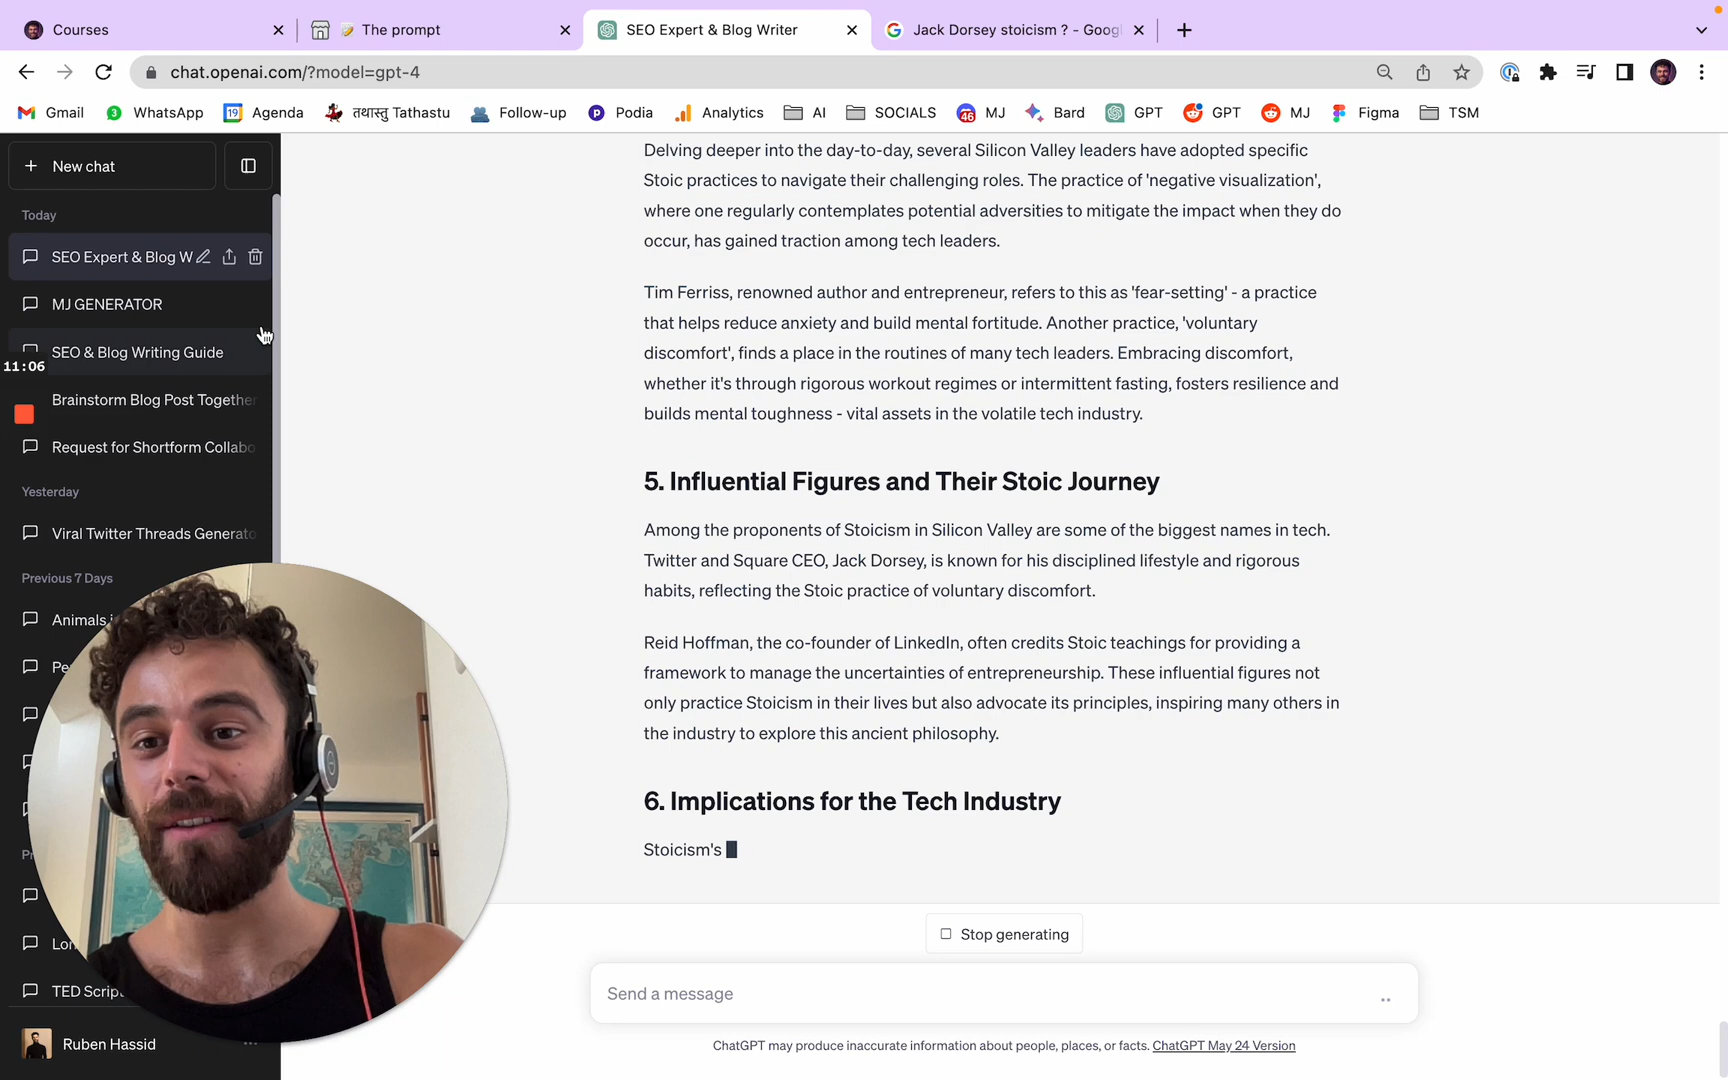 Courses
The prompt
SEO Expert & Blog Writer
Jack Dorsey stoicism ? - Goog
chat.openai.com/?model=gpt-4
Gmail
3
WhatsApp
19
Agenda
तथास्तु Tathastu
Follow-up
Podia
Analytics
AI
SOCIALS
46
MJ
Bard
GPT
GPT
MJ
Figma
TSM
New chat
Today
SEO Expert & Blog W
MJ GENERATOR
SEO & Blog Writing Guide
11:06
Brainstorm Blog Post Together
Request for Shortform Collabo
Yesterday
Viral Twitter Threads Generato
Previous 7 Days
Animals i
Pe
Pr
Lon
TED Script
Ruben Hassid
Delving deeper into the day-to-day, several Silicon Valley leaders have adopted specific
Stoic practices to navigate their challenging roles. The practice of 'negative visualization',
where one regularly contemplates potential adversities to mitigate the impact when they do
occur, has gained traction among tech leaders.
Tim Ferriss, renowned author and entrepreneur, refers to this as 'fear-setting' - a practice
that helps reduce anxiety and build mental fortitude. Another practice, 'voluntary
discomfort', finds a place in the routines of many tech leaders. Embracing discomfort,
whether it's through rigorous workout regimes or intermittent fasting, fosters resilience and
builds mental toughness - vital assets in the volatile tech industry.
5. Influential Figures and Their Stoic Journey
Among the proponents of Stoicism in Silicon Valley are some of the biggest names in tech.
Twitter and Square CEO, Jack Dorsey, is known for his disciplined lifestyle and rigorous
habits, reflecting the Stoic practice of voluntary discomfort.
Reid Hoffman, the co-founder of LinkedIn, often credits Stoic teachings for providing a
framework to manage the uncertainties of entrepreneurship. These influential figures not
only practice Stoicism in their lives but also advocate its principles, inspiring many others in
the industry to explore this ancient philosophy.
6. Implications for the Tech Industry
Stoicism's
Stop generating
Send a message
ChatGPT may produce inaccurate information about people, places, or facts. ChatGPT May 24 Version